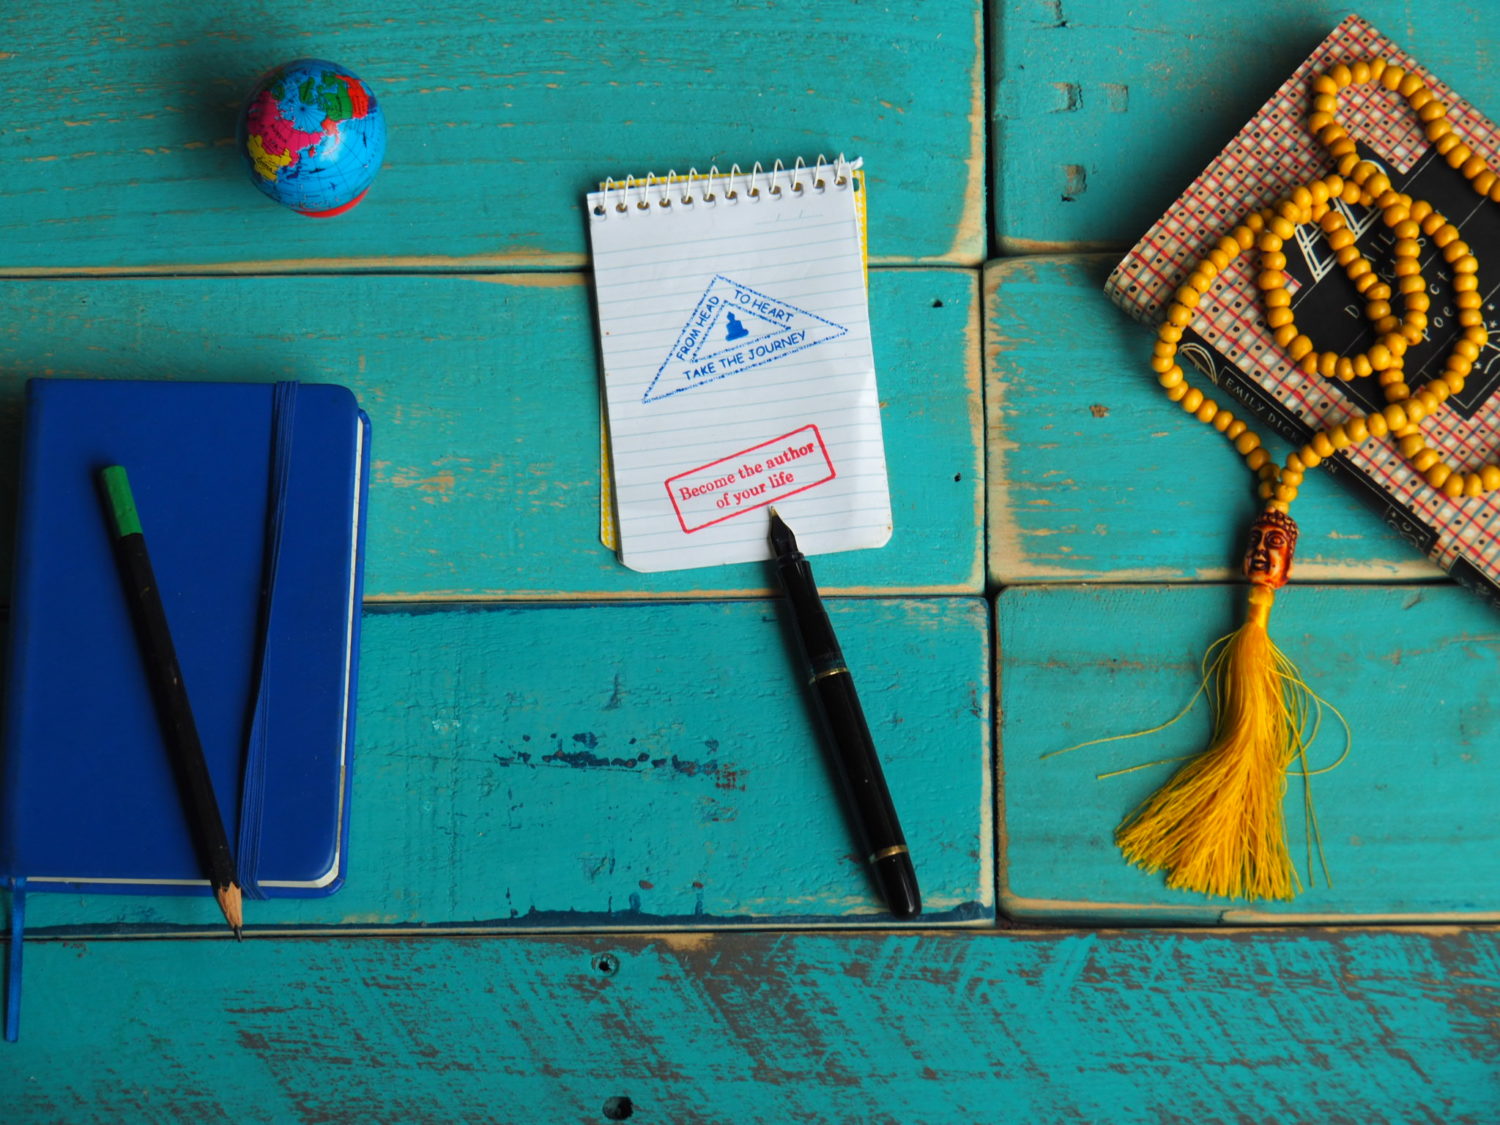 FROM HEAD
TO HEART
TAKE THE JOURNEY
Become the author
of your life
EMILY DICKINSON